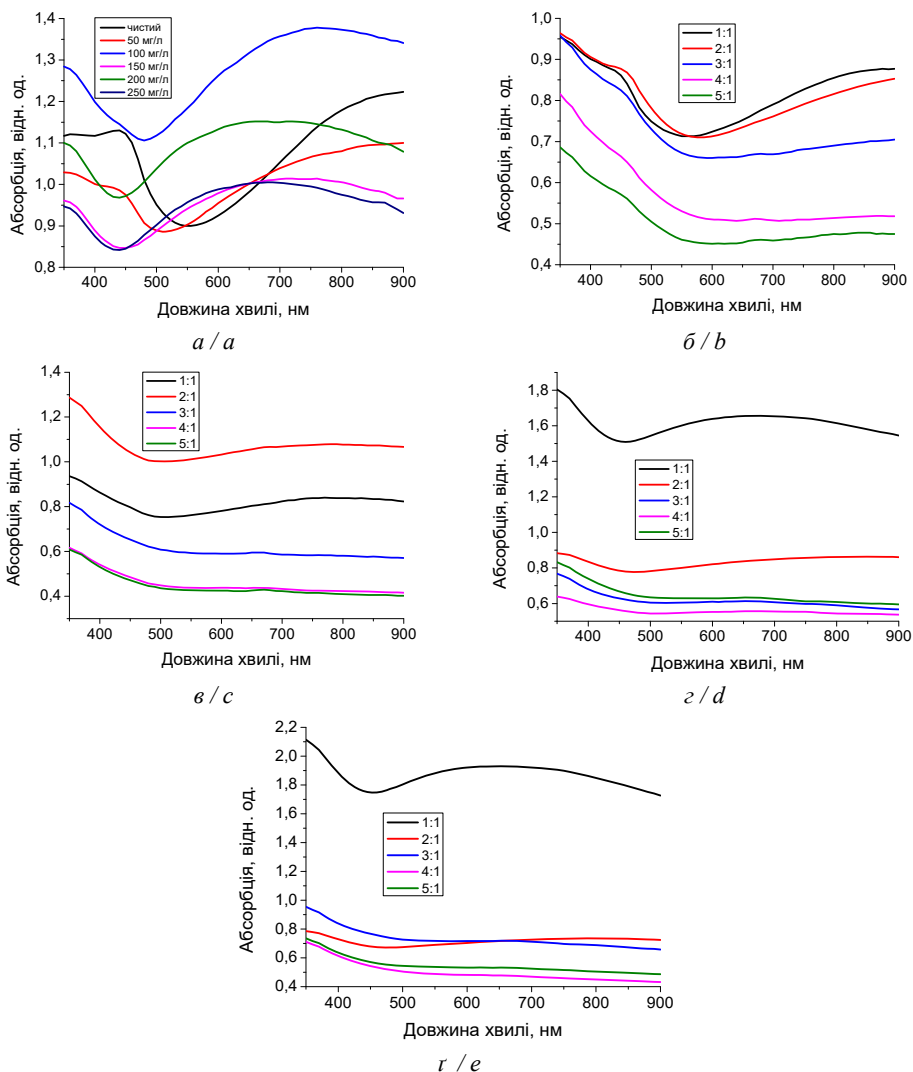 1,4
1,3
1,2
1,1
1,0
0,9
0,8
Абсорбція, відн. од.
чистий
50 мг/л
100 мг/л
150 мг/л
200 мг/л
250 мг/л
400 500 600 700 800 900
Довжина хвилі, нм
а / a
1,0
0,9
0,8
0,7
0,6
0,5
0,4
Абсорбція, відн. од.
1:1
2:1
3:1
4:1
5:1
400 500 600 700 800 900
Довжина хвилі, нм
б / b
1,4
1,2
1,0
0,8
0,6
0,4
Абсорбція, відн. од.
1:1
2:1
3:1
4:1
5:1
400 500 600 700 800 900
Довжина хвилі, нм
в / c
1,8
1,6
1,4
1,2
1,0
0,8
0,6
Абсорбція, відн. од.
1:1
2:1
3:1
4:1
5:1
400 500 600 700 800 900
Довжина хвилі, нм
г / d
2,2
2,0
1,8
1,6
1,4
1,2
1,0
0,8
0,6
0,4
Абсорбція, відн. од.
1:1
2:1
3:1
4:1
5:1
400 500 600 700 800 900
Довжина хвилі, нм
ґ / e